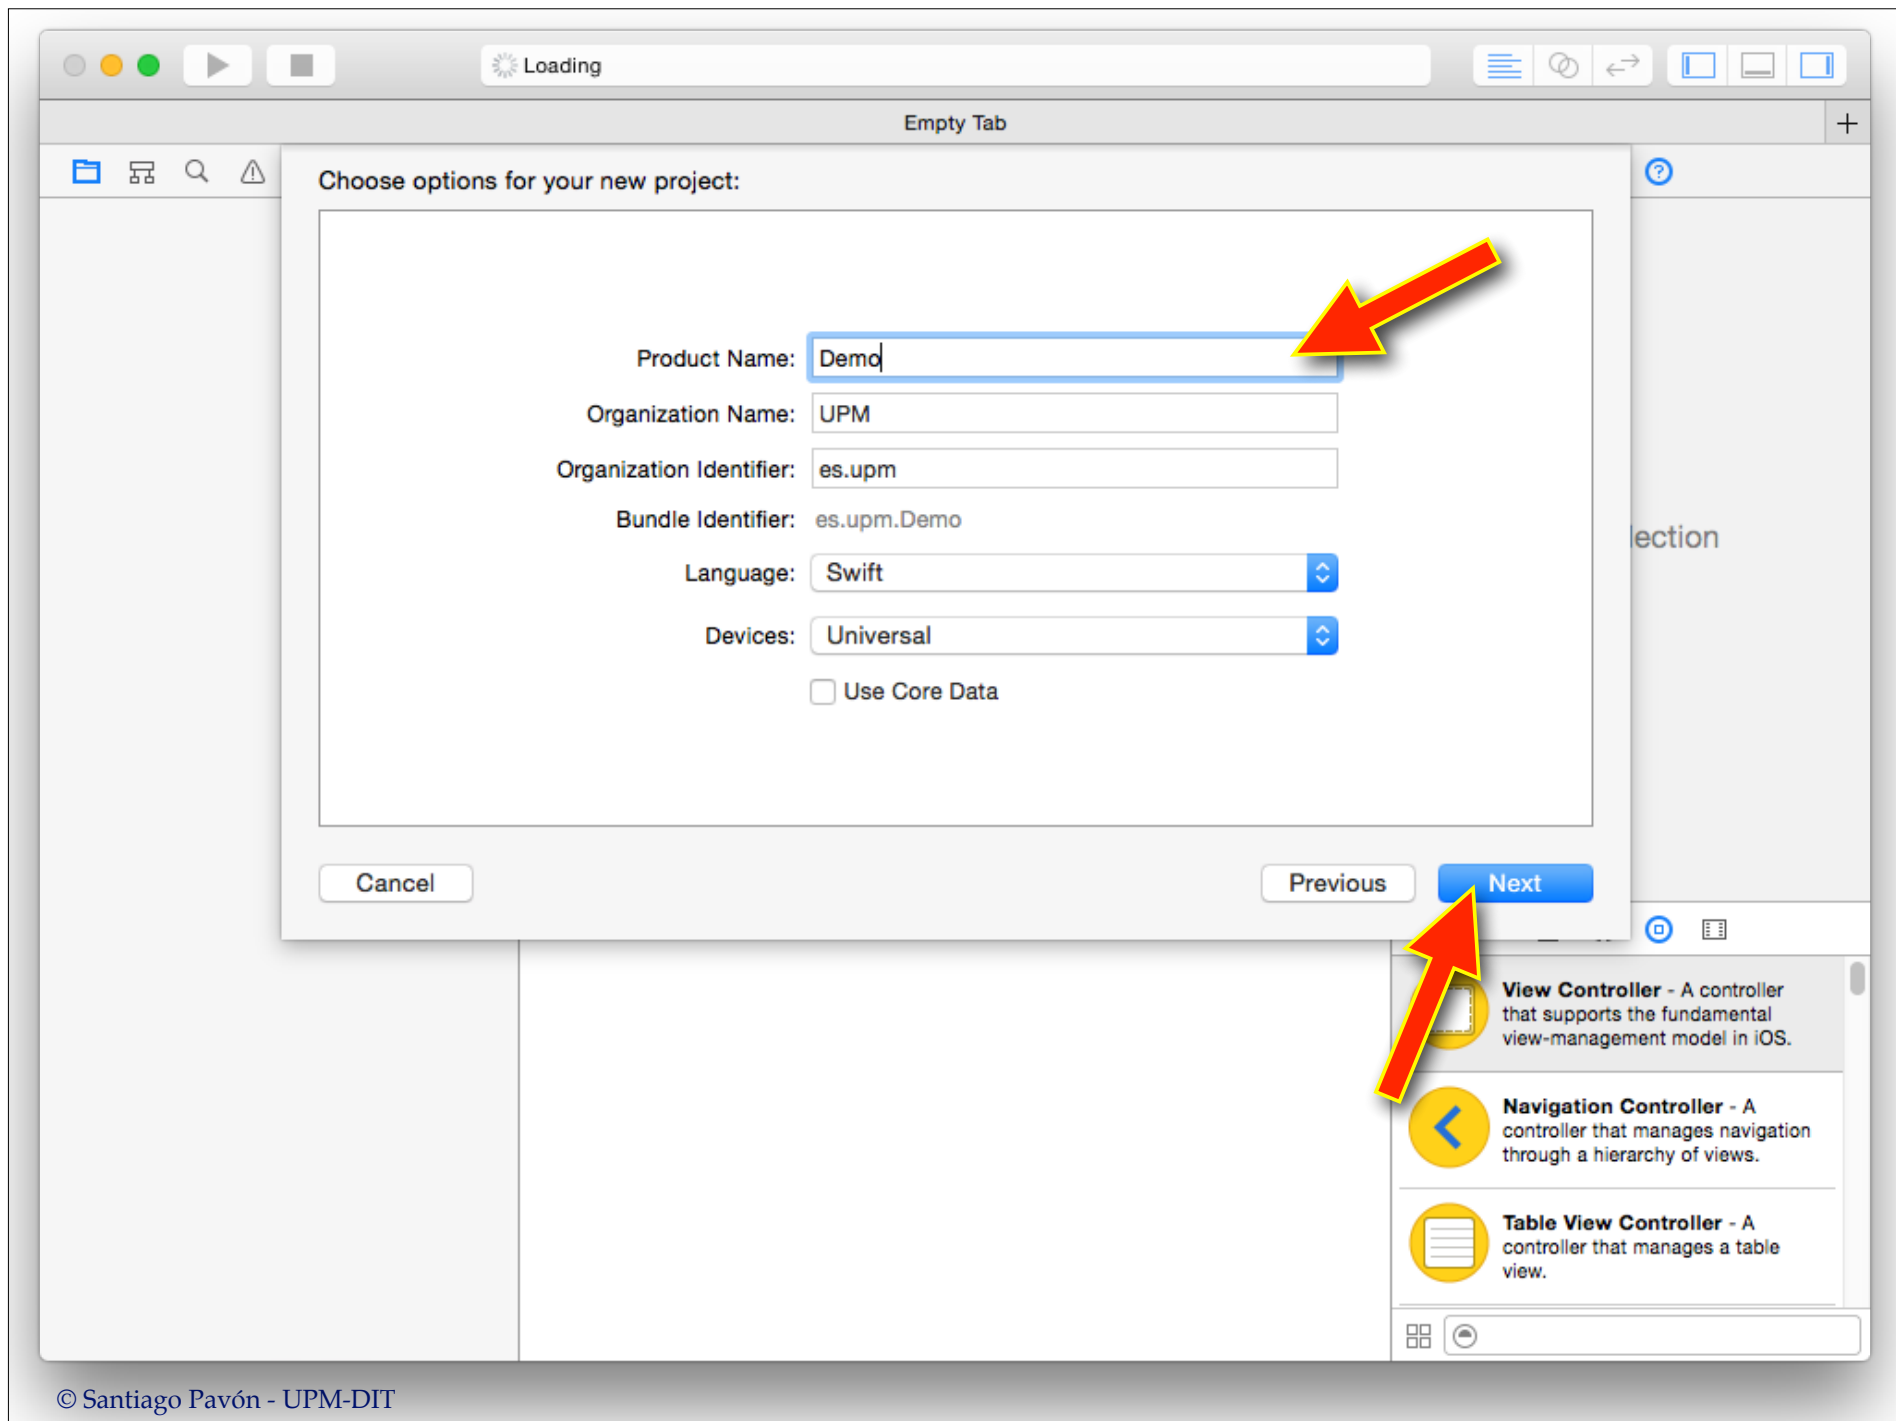 Loading
Empty Tab
Choose options for your new project:
Product Name: Demo
Organization Name: UPM
Organization Identifier: es.upm
Bundle Identifier: es.upm.Demo
Language: Swift
Devices: Universal
Use Core Data
lection
Cancel
Previous
Next
View Controller - A controller
that supports the fundamental
view-management model in iOS.
Navigation Controller - A
controller that manages navigation
through a hierarchy of views.
Table View Controller - A
controller that manages a table
view.
© Santiago Pavón - UPM-DIT